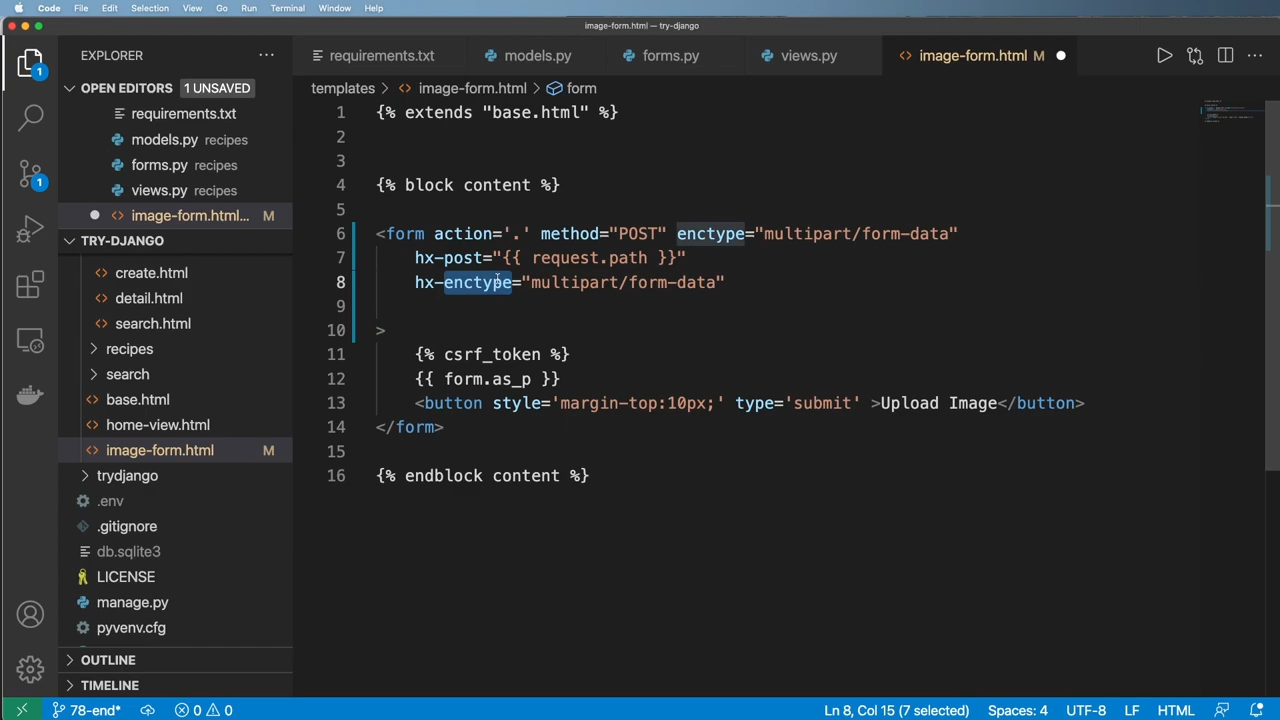 Code File Edit Selection View Go Run Terminal Window Help
image-form.html — try-django
EXPLORER
requirements.txt models.py forms.py views.py image-form.html M
OPEN EDITORS 1 UNSAVED
templates > image-form.html > form
requirements.txt
models.py recipes
forms.py recipes
views.py recipes
image-form.html... M
TRY-DJANGO
create.html
detail.html
search.html
recipes
search
base.html
home-view.html
image-form.html M
trydjango
.env
.gitignore
db.sqlite3
LICENSE
manage.py
pyvenv.cfg
OUTLINE
TIMELINE
1
1
1 {% extends "base.html" %}
2
3
4 {% block content %}
5
6 <form action='.' method="POST" enctype="multipart/form-data"
7 hx-post="{{ request.path }}"
8 hx-enctype="multipart/form-data"
9
10 >
11 {% csrf_token %}
12 {{ form.as_p }}
13 <button style='margin-top:10px;' type='submit' >Upload Image</button>
14 </form>
15
16 {% endblock content %}
78-end* 0 0 Ln 8, Col 15 (7 selected) Spaces: 4 UTF-8 LF HTML